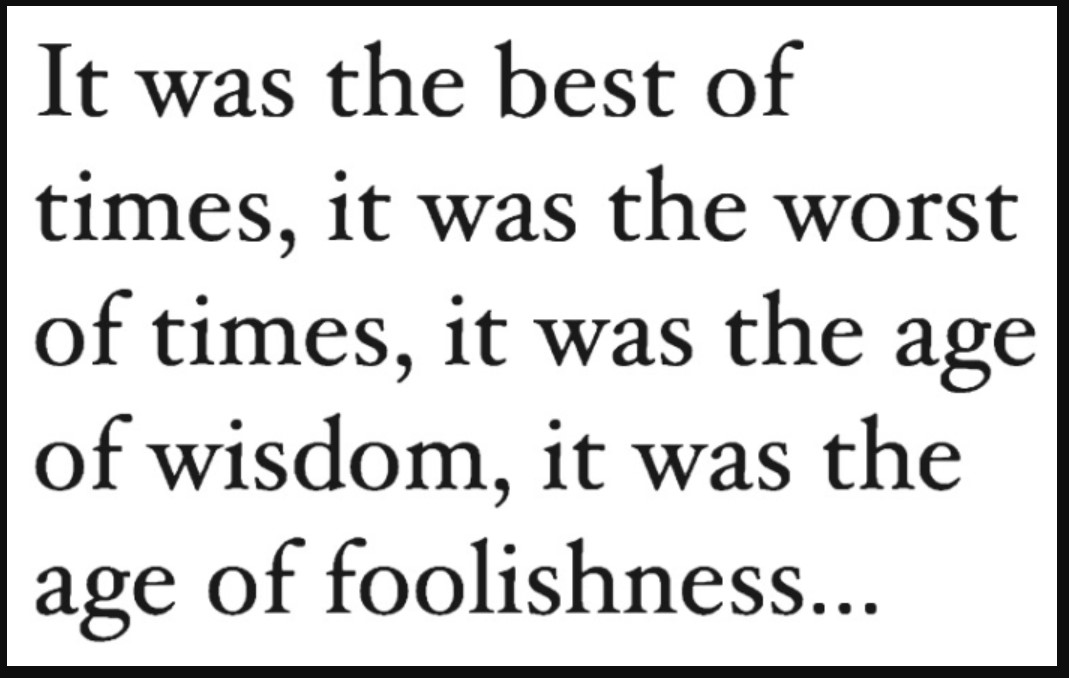 It was the best of
times, it was the worst
of times, it was the age
of wisdom, it was the
age of foolishness...